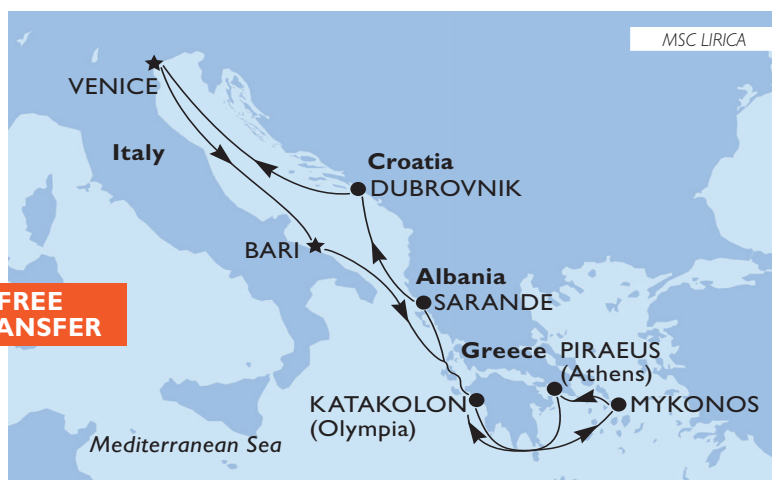 MSC LIRICA
VENICE
Italy
Croatia
DUBROVNIK
BARI
Albania
SARANDE
FREE
ANSFER
Greece
PIRAEUS
(Athens)
KATAKOLON
(Olympia)
MYKONOS
Mediterranean Sea